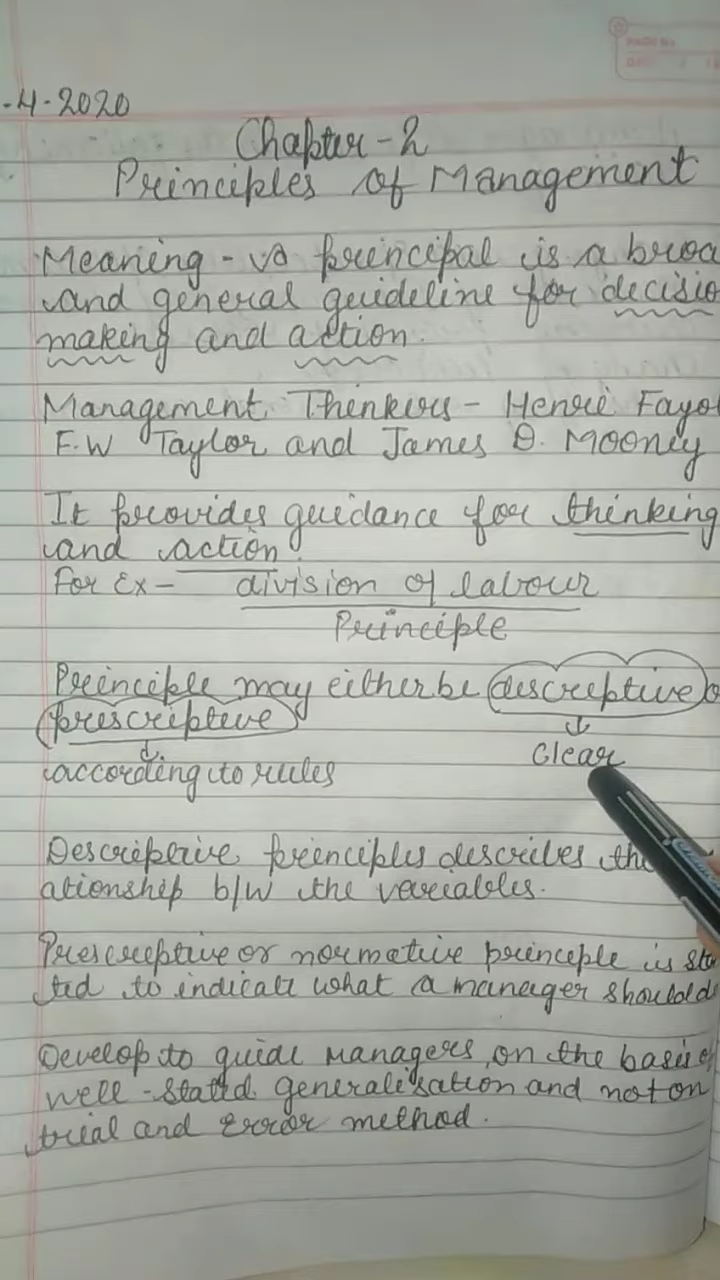 -4-2020
Chapter-2
Principles of Management
Meaning - A principal is a broa
and general guideline for decisio
making and action.
Management Thinkers - Henri Fayol
F.W Taylor and James D. Mooney
It provides guidance for thinking
and action.
For Ex - division of labour
Principle
Principle may either be descriptive o
prescriptive
Clear
according to rules
Descriptive principles describes the
ationship b/w the variables.
Prescriptive or normative principle is sta
ted to indicate what a manager should d
Develop to guide managers on the basis of
well-stated generalisation and not on
trial and Error method.